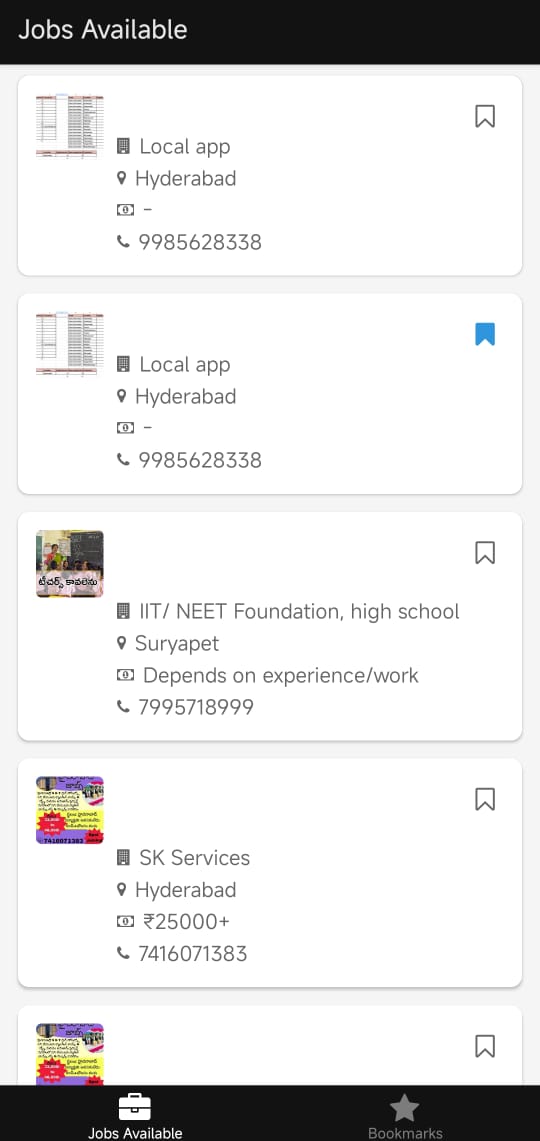 Jobs Available
Local app
Hyderabad
-
9985628338
Local app
Hyderabad
-
9985628338
టీచర్స్ కావలెను
IIT/ NEET Foundation, high school
Suryapet
Depends on experience/work
7995718999
7416071383
SK Services
Hyderabad
₹25000+
7416071383
Jobs Available
Bookmarks